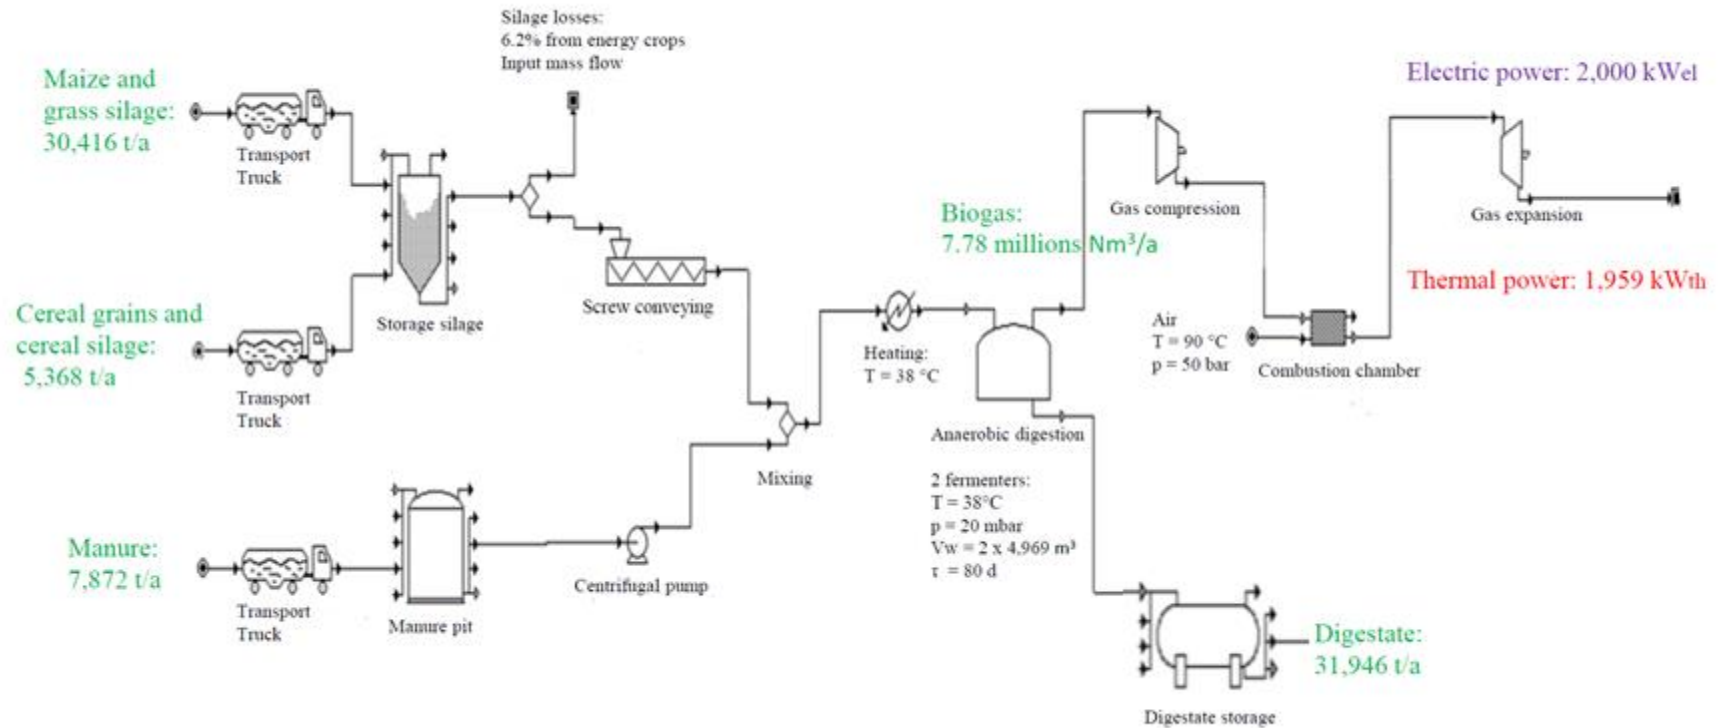 Silage losses:
6.2% from energy crops
Input mass flow
Maize and
grass silage:
30,416 t/a
Transport
Truck
Cereal grains and
cereal silage:
5,368 t/a
Transport
Truck
Storage silage
Screw conveying
Manure:
7,872 t/a
Transport
Truck
Manure pit
Centrifugal pump
Mixing
Heating:
T = 38 °C
Biogas:
7.78 millions Nm³/a
Anaerobic digestion
2 fermenters:
T = 38°C
p = 20 mbar
Vw = 2 x 4,969 m³
τ = 80 d
Gas compression
Air
T = 90 °C
p = 50 bar
Combustion chamber
Electric power: 2,000 kWel
Gas expansion
Thermal power: 1,959 kWth
Digestate:
31,946 t/a
Digestate storage